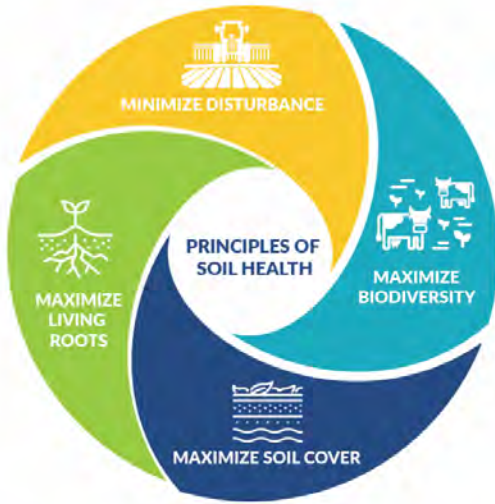 MINIMIZE DISTURBANCE
PRINCIPLES OF
SOIL HEALTH
MAXIMIZE
BIODIVERSITY
MAXIMIZE SOIL COVER
MAXIMIZE
LIVING
ROOTS